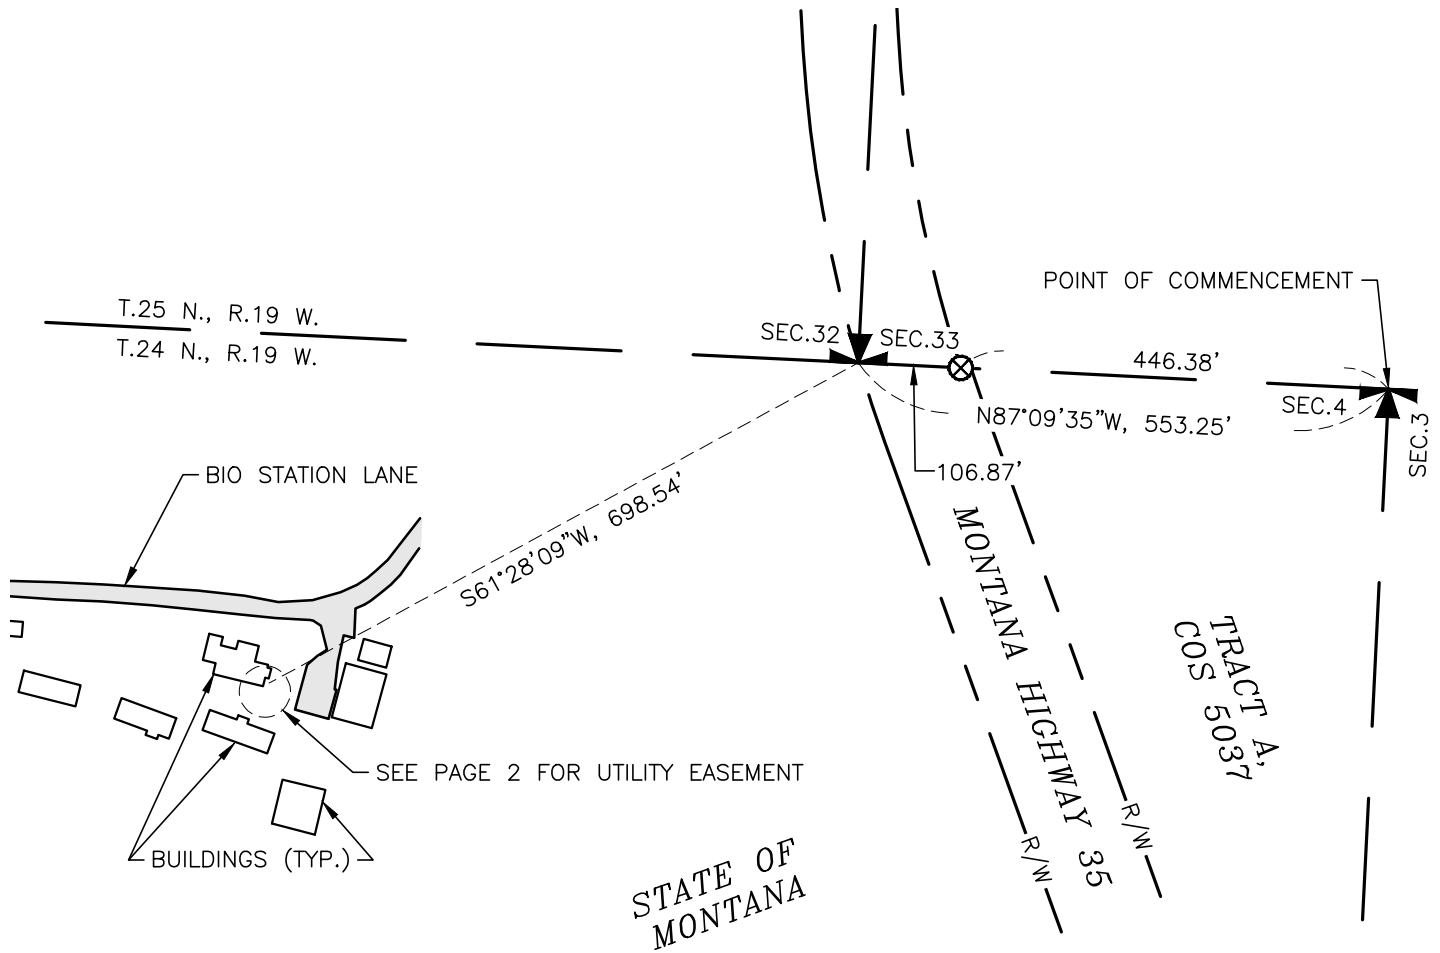 T.25 N., R.19 W.
T.24 N., R.19 W.
SEC.32
SEC.33
POINT OF COMMENCEMENT
446.38'
SEC.4
SEC.3
N87°09'35"W, 553.25'
106.87'
BIO STATION LANE
S61°28'09"W, 698.54'
MONTANA HIGHWAY 35
TRACT A,
COS 5037
SEE PAGE 2 FOR UTILITY EASEMENT
R/W
R/W
BUILDINGS (TYP.)
STATE OF
MONTANA